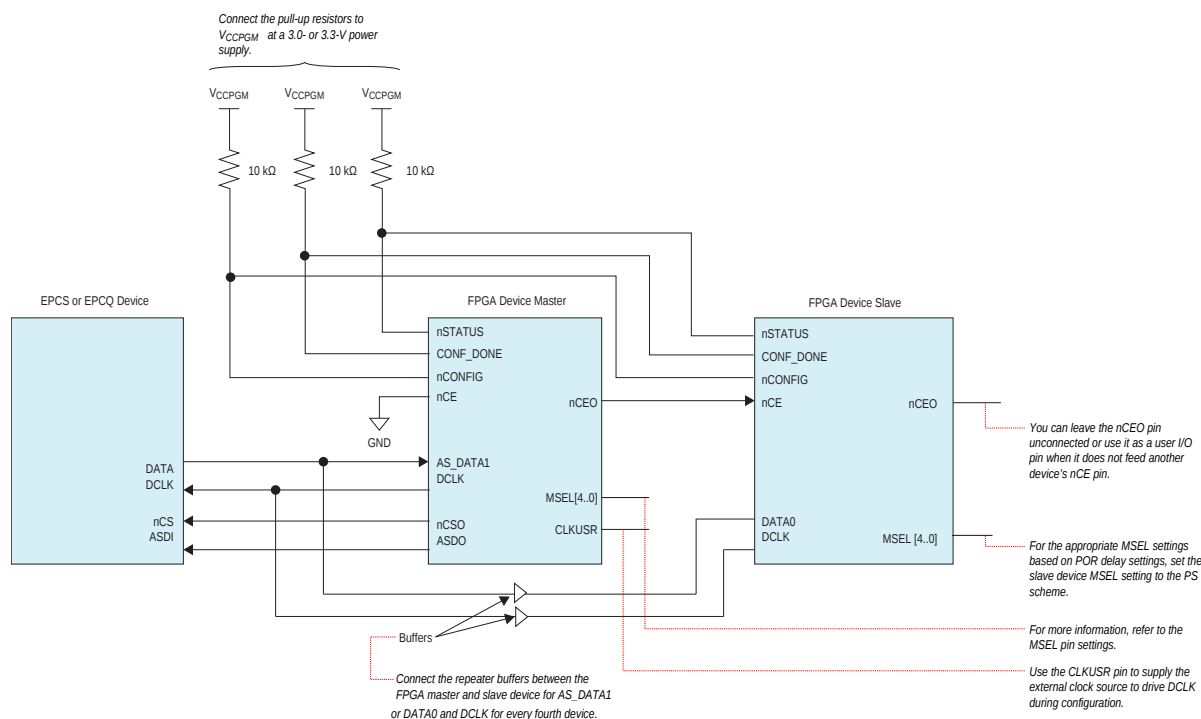 Connect the pull-up resistors to
VCCPGM at a 3.0- or 3.3-V power
supply.
VCCPGM
VCCPGM
VCCPGM
10 kΩ
10 kΩ
10 kΩ
EPCS or EPCQ Device
FPGA Device Master
FPGA Device Slave
DATA
DCLK
nCS
ASDI
nSTATUS
CONF_DONE
nCONFIG
nCE
GND
nCEO
AS_DATA1
DCLK
MSEL[4..0]
nCSO
CLKUSR
ASDO
nSTATUS
CONF_DONE
nCONFIG
nCE
nCEO
DATA0
DCLK
MSEL [4..0]
You can leave the nCEO pin
unconnected or use it as a user I/O
pin when it does not feed another
device's nCE pin.
For the appropriate MSEL settings
based on POR delay settings, set the
slave device MSEL setting to the PS
scheme.
For more information, refer to the
MSEL pin settings.
Use the CLKUSR pin to supply the
external clock source to drive DCLK
during configuration.
Buffers
Connect the repeater buffers between the
FPGA master and slave device for AS_DATA1
or DATA0 and DCLK for every fourth device.